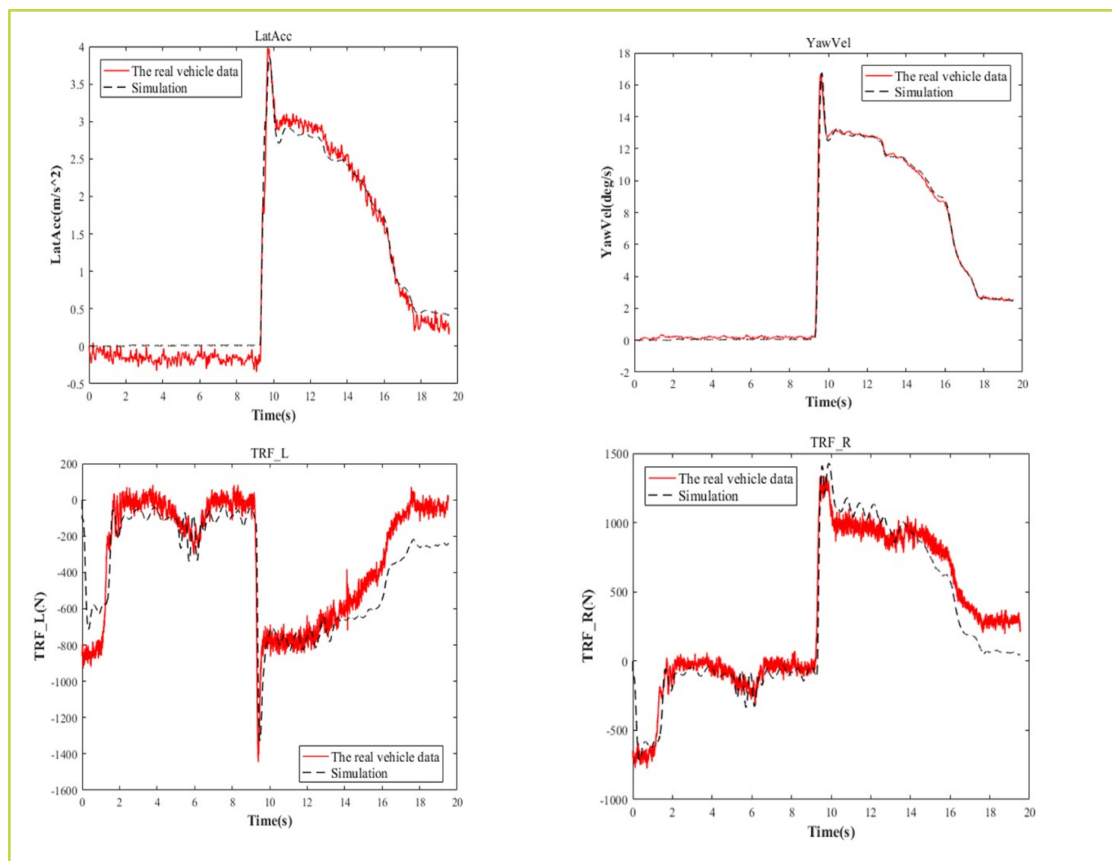 LatAcc
4
3.5
3
2.5
2
1.5
1
0.5
0
-0.5
LatAcc(m/s^2)
The real vehicle data
Simulation
0 2 4 6 8 10 12 14 16 18 20
Time(s)
YawVel
18
16
14
12
10
8
6
4
2
0
-2
YawVel(deg/s)
The real vehicle data
Simulation
0 2 4 6 8 10 12 14 16 18 20
Time(s)
TRF_L
200
0
-200
-400
-600
-800
-1000
-1200
-1400
-1600
TRF_L(N)
The real vehicle data
Simulation
0 2 4 6 8 10 12 14 16 18 20
Time(s)
TRF_R
1500
1000
500
0
-500
-1000
TRF_R(N)
The real vehicle data
Simulation
0 2 4 6 8 10 12 14 16 18 20
Time(s)